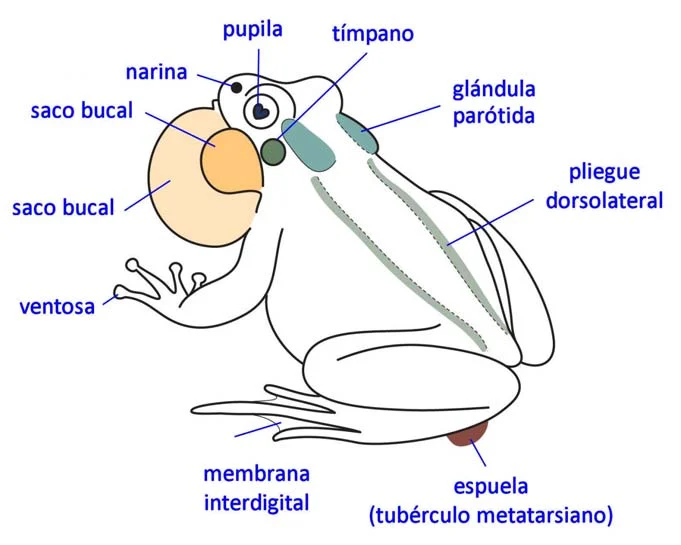 pupila
tímpano
narina
saco bucal
glándula
parótida
pliegue
dorsolateral
saco bucal
ventosa
membrana
interdigital
espuela
(tubérculo metatarsiano)